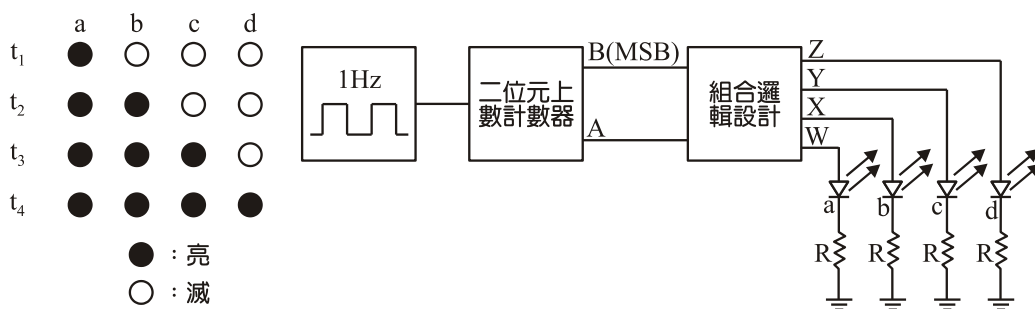 a b c d
t1
t2
t3
t4
：亮
：滅
1Hz
二位元上
數計數器
B(MSB)
A
組合邏
輯設計
Z
Y
X
W
a b c d
R R R R